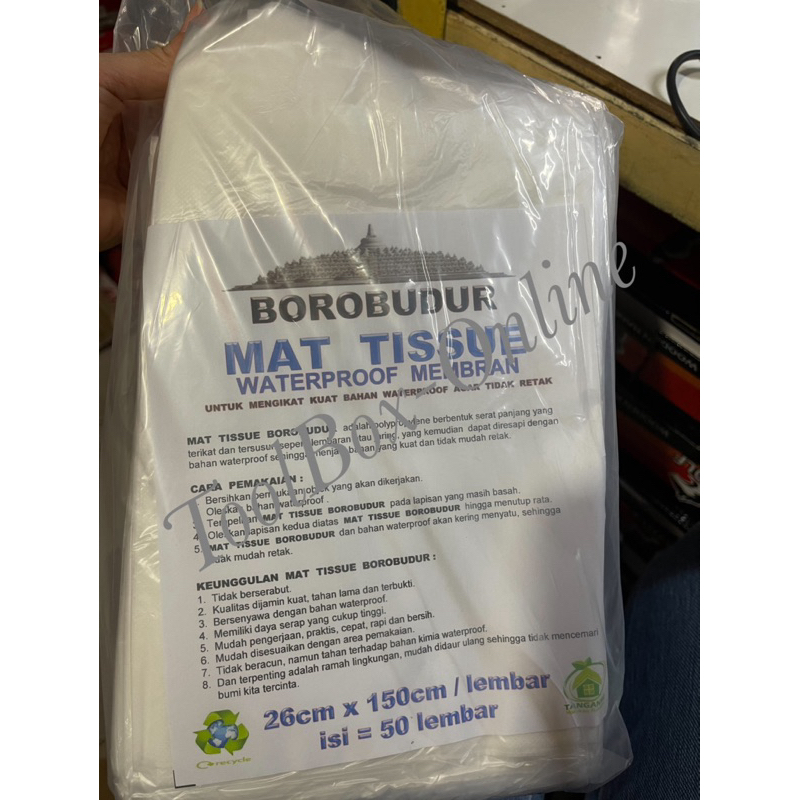 BOROBUDUR
MAT TISSUE
WATERPROOF MEMBRAN
UNTUK MENGIKAT KUAT BAHAN WATERPROOF AGAR TIDAK RETAK
MAT TISSUE BOROBUDUR adalah polypropylene berbentuk serat panjang yang
terikat dan tersusun seperti lembaran atau jaring, yang kemudian dapat diresapi dengan
bahan waterproof sehingga menjadi bahan yang kuat dan tidak mudah retak.
CARA PEMAKAIAN :
1. Bersihkan permukaan objek yang akan dikerjakan.
2. Oleskan bahan waterproof .
3. Tempelkan MAT TISSUE BOROBUDUR pada lapisan yang masih basah.
4. Oleskan lapisan kedua diatas MAT TISSUE BOROBUDUR hingga menutup rata.
5. MAT TISSUE BOROBUDUR dan bahan waterproof akan kering menyatu, sehingga
tidak mudah retak.
KEUNGGULAN MAT TISSUE BOROBUDUR :
1. Tidak berserabut.
2. Kualitas dijamin kuat, tahan lama dan terbukti.
3. Bersenyawa dengan bahan waterproof.
4. Memiliki daya serap yang cukup tinggi.
5. Mudah pengerjaan, praktis, cepat, rapi dan bersih.
6. Mudah disesuaikan dengan area pemakaian.
7. Tidak beracun, namun tahan terhadap bahan kimia waterproof.
8. Dan terpenting adalah ramah lingkungan, mudah didaur ulang sehingga tidak mencemari
bumi kita tercinta.
26cm x 150cm / lembar
isi = 50 lembar
recycle
ToolBox-Online